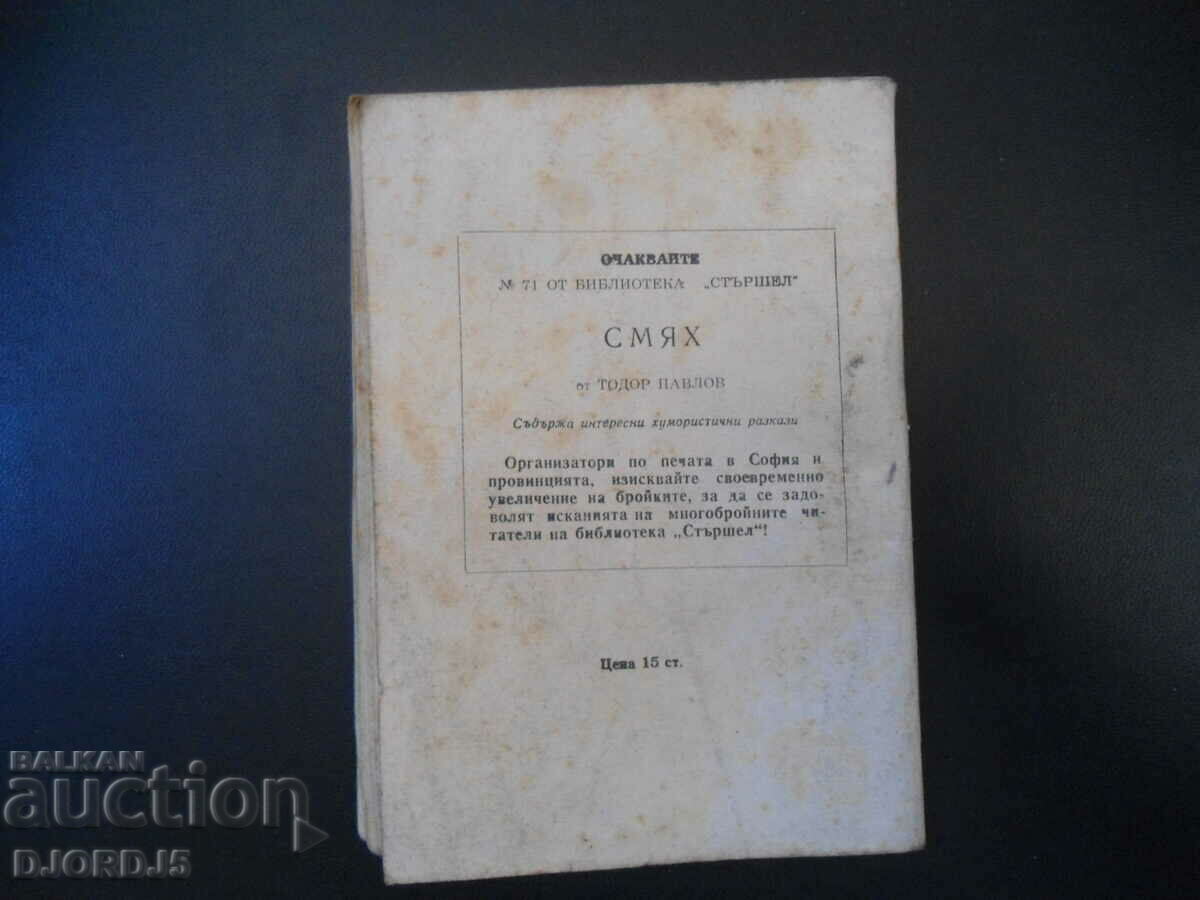 ОЧАКВАЙТЕ
№ 71 ОТ БИБЛИОТЕКА „СТЪРШЕЛ“
СМЯХ
от ТОДОР ПАВЛОВ
Съдържа интересни хумористични разкази
Организатори по печата в София и
провинцията, изисквайте своевременно
увеличение на бройките, за да се задо-
волят исканията на многобройните чи-
татели на библиотека „Стършел“!
Цена 15 ст.
BALKAN
auction
DJORD_J5